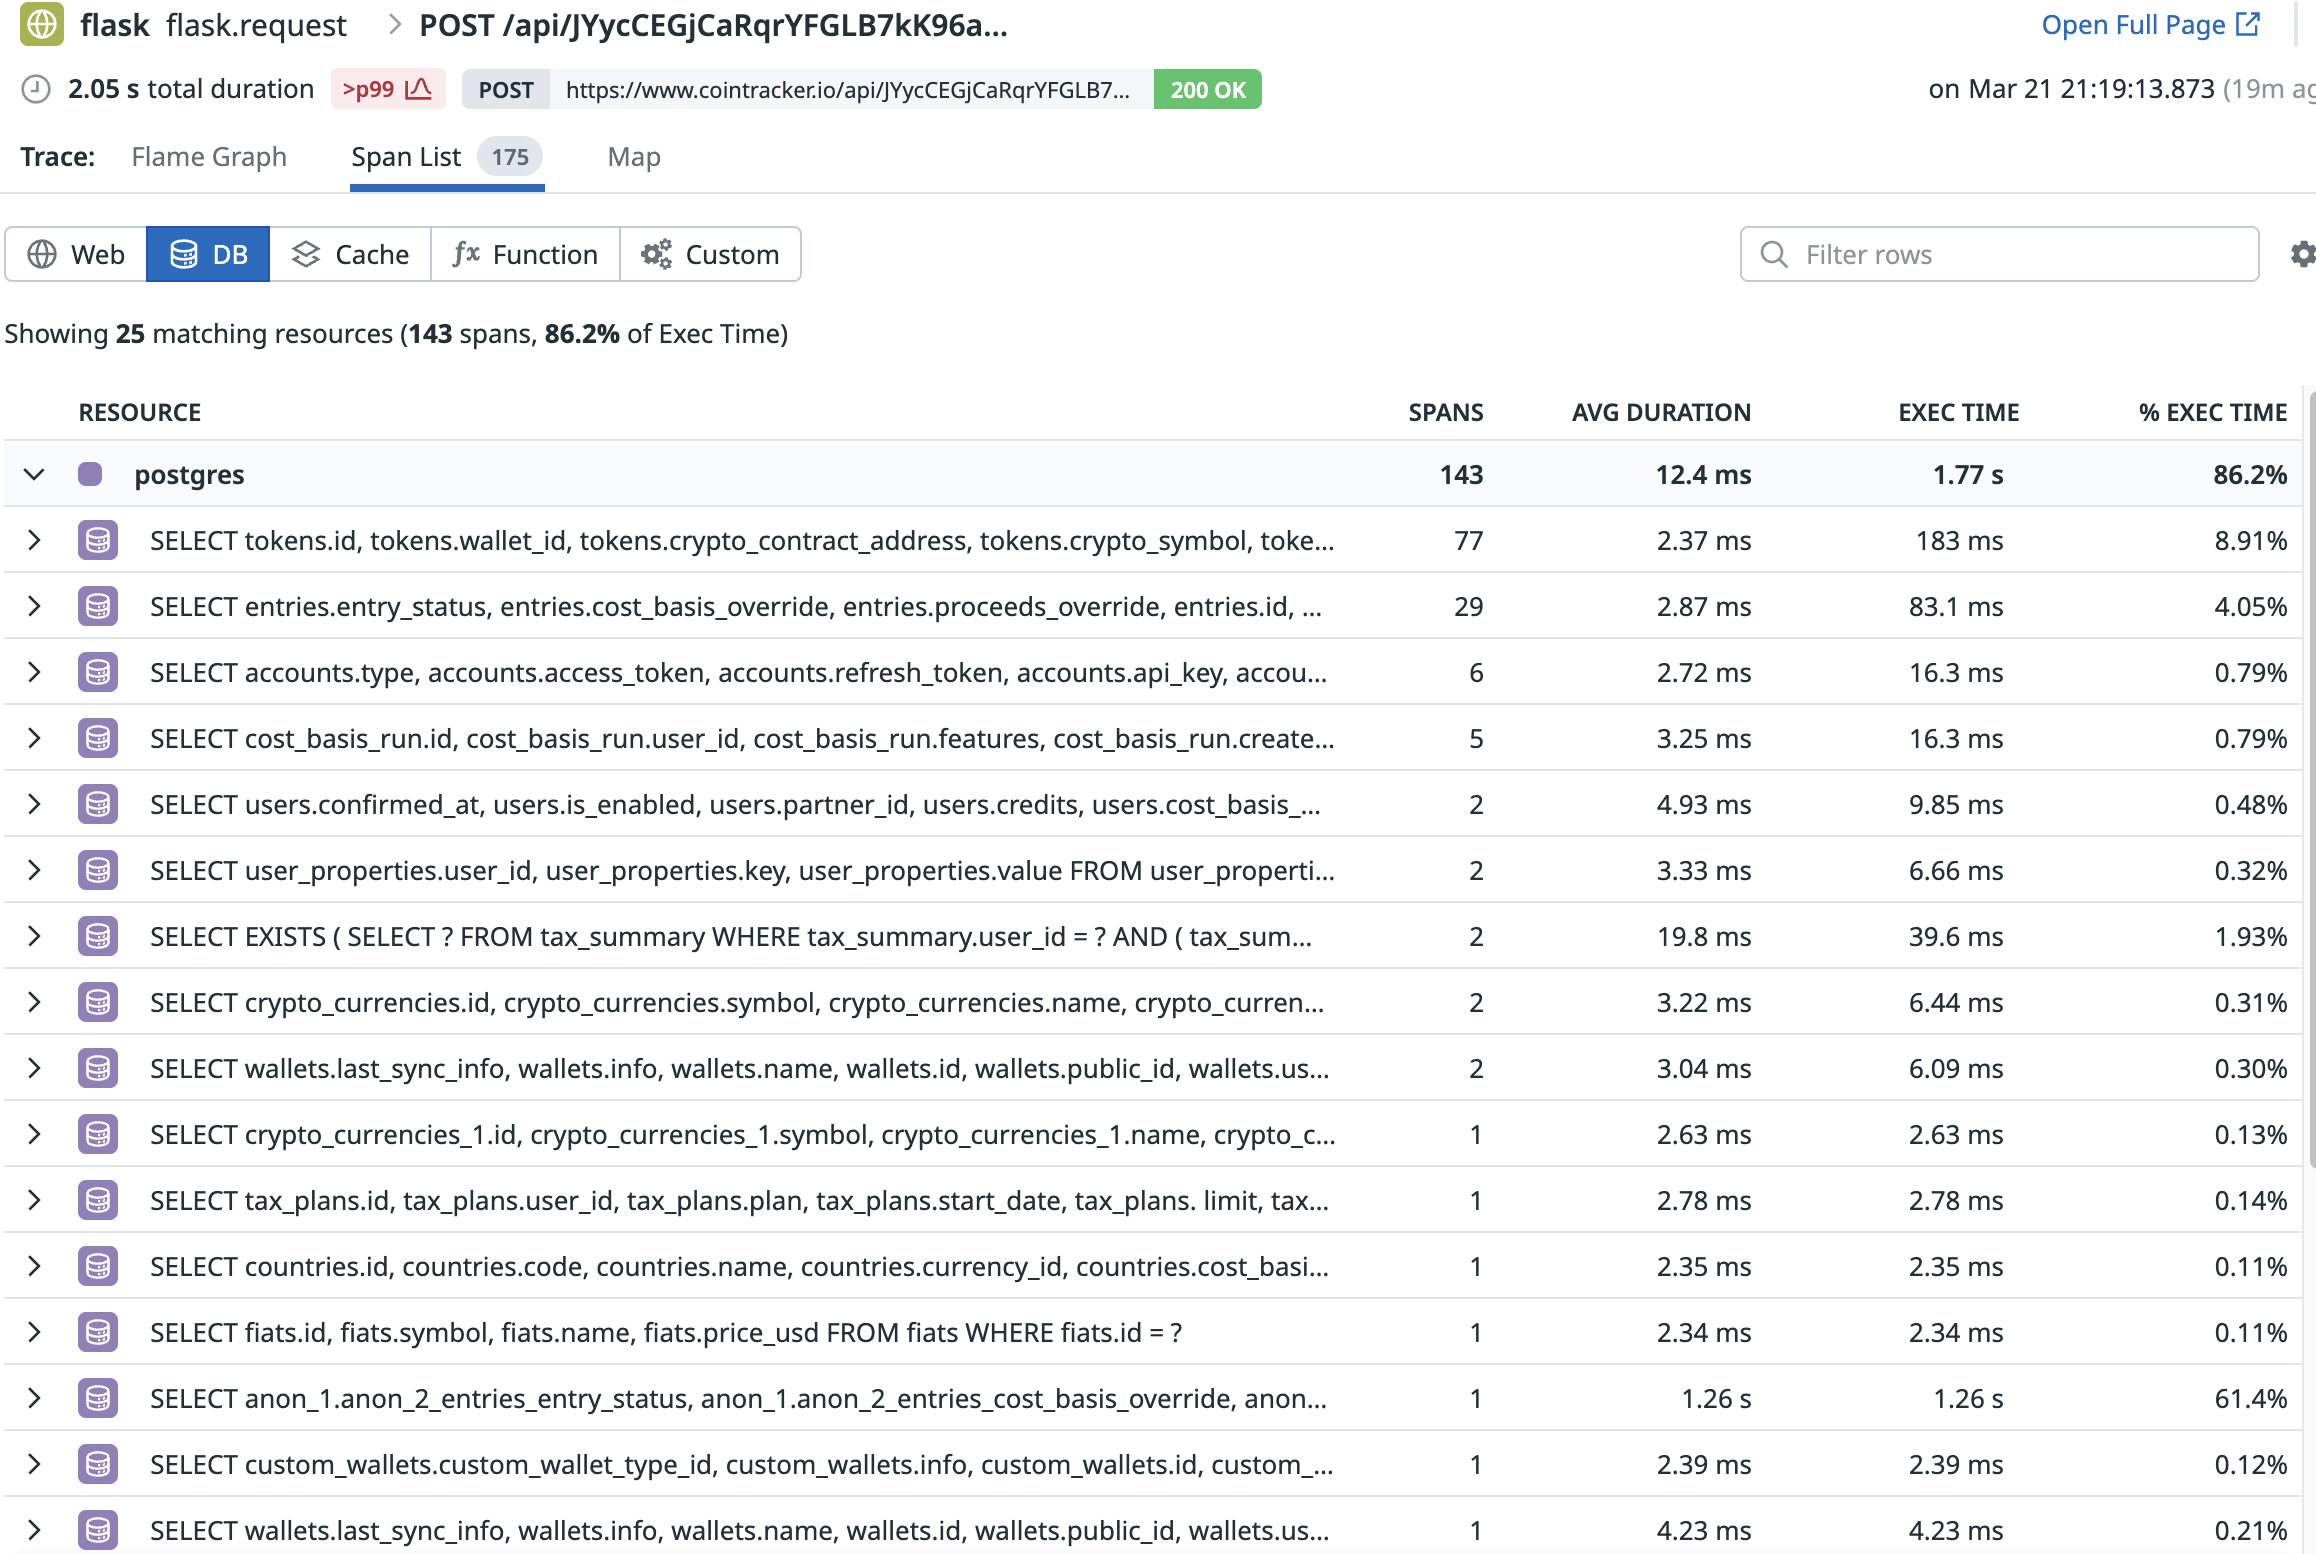 flask flask.request > POST /api/JYycCEGjCaRqrYFGLB7kK96a...
Open Full Page
2.05 s total duration >p99 POST https://www.cointracker.io/api/JYycCEGjCaRqrYFGLB7... 200 OK
on Mar 21 21:19:13.873 (19m ag
Trace: Flame Graph Span List 175 Map
Web DB Cache fx Function Custom
Filter rows
Showing 25 matching resources (143 spans, 86.2% of Exec Time)
RESOURCE SPANS AVG DURATION EXEC TIME % EXEC TIME
postgres 143 12.4 ms 1.77 s 86.2%
SELECT tokens.id, tokens.wallet_id, tokens.crypto_contract_address, tokens.crypto_symbol, toke... 77 2.37 ms 183 ms 8.91%
SELECT entries.entry_status, entries.cost_basis_override, entries.proceeds_override, entries.id, ... 29 2.87 ms 83.1 ms 4.05%
SELECT accounts.type, accounts.access_token, accounts.refresh_token, accounts.api_key, accou... 6 2.72 ms 16.3 ms 0.79%
SELECT cost_basis_run.id, cost_basis_run.user_id, cost_basis_run.features, cost_basis_run.create... 5 3.25 ms 16.3 ms 0.79%
SELECT users.confirmed_at, users.is_enabled, users.partner_id, users.credits, users.cost_basis_... 2 4.93 ms 9.85 ms 0.48%
SELECT user_properties.user_id, user_properties.key, user_properties.value FROM user_properti... 2 3.33 ms 6.66 ms 0.32%
SELECT EXISTS ( SELECT ? FROM tax_summary WHERE tax_summary.user_id = ? AND ( tax_sum... 2 19.8 ms 39.6 ms 1.93%
SELECT crypto_currencies.id, crypto_currencies.symbol, crypto_currencies.name, crypto_curren... 2 3.22 ms 6.44 ms 0.31%
SELECT wallets.last_sync_info, wallets.info, wallets.name, wallets.id, wallets.public_id, wallets.us... 2 3.04 ms 6.09 ms 0.30%
SELECT crypto_currencies_1.id, crypto_currencies_1.symbol, crypto_currencies_1.name, crypto_c... 1 2.63 ms 2.63 ms 0.13%
SELECT tax_plans.id, tax_plans.user_id, tax_plans.plan, tax_plans.start_date, tax_plans. limit, tax... 1 2.78 ms 2.78 ms 0.14%
SELECT countries.id, countries.code, countries.name, countries.currency_id, countries.cost_basi... 1 2.35 ms 2.35 ms 0.11%
SELECT fiats.id, fiats.symbol, fiats.name, fiats.price_usd FROM fiats WHERE fiats.id = ? 1 2.34 ms 2.34 ms 0.11%
SELECT anon_1.anon_2_entries_entry_status, anon_1.anon_2_entries_cost_basis_override, anon... 1 1.26 s 1.26 s 61.4%
SELECT custom_wallets.custom_wallet_type_id, custom_wallets.info, custom_wallets.id, custom_... 1 2.39 ms 2.39 ms 0.12%
SELECT wallets.last_sync_info, wallets.info, wallets.name, wallets.id, wallets.public_id, wallets.us... 1 4.23 ms 4.23 ms 0.21%